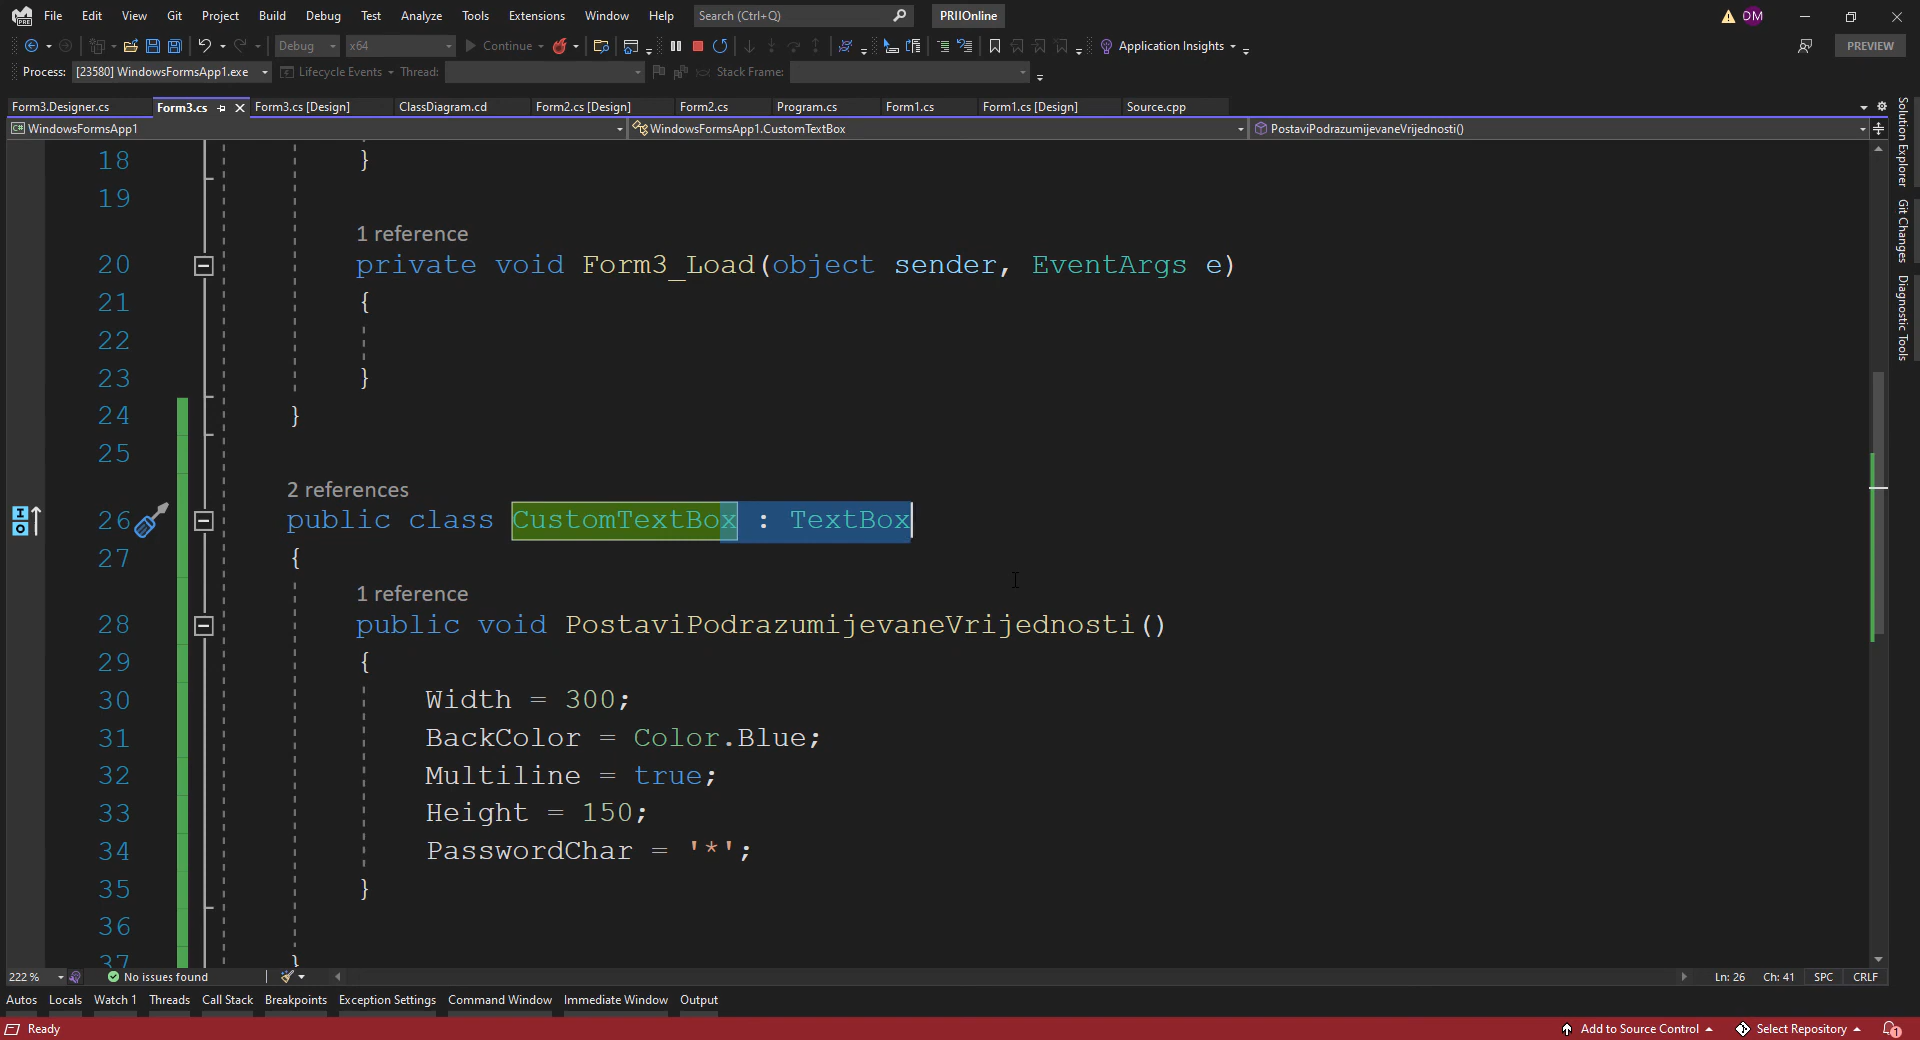 File Edit View Git Project Build Debug Test Analyze Tools Extensions Window Help Search (Ctrl+Q) PRIIOnline DM
Debug x64 Continue Application Insights PREVIEW
Process: [23580] WindowsFormsApp1.exe Lifecycle Events Thread: Stack Frame:
Form3.Designer.cs Form3.cs Form3.cs [Design] ClassDiagram.cd Form2.cs [Design] Form2.cs Program.cs Form1.cs Form1.cs [Design] Source.cpp
WindowsFormsApp1 WindowsFormsApp1.CustomTextBox PostaviPodrazumijevaneVrijednosti()
18 }
19
1 reference
20 private void Form3_Load(object sender, EventArgs e)
21 {
22
23 }
24 }
25
2 references
26 public class CustomTextBox : TextBox
27 {
1 reference
28 public void PostaviPodrazumijevaneVrijednosti()
29 {
30 Width = 300;
31 BackColor = Color.Blue;
32 Multiline = true;
33 Height = 150;
34 PasswordChar = '*';
35 }
36
37 }
222 % No issues found Ln: 26 Ch: 41 SPC CRLF
Autos Locals Watch 1 Threads Call Stack Breakpoints Exception Settings Command Window Immediate Window Output
Ready Add to Source Control Select Repository 1
Solution Explorer
Git Changes
Diagnostic Tools